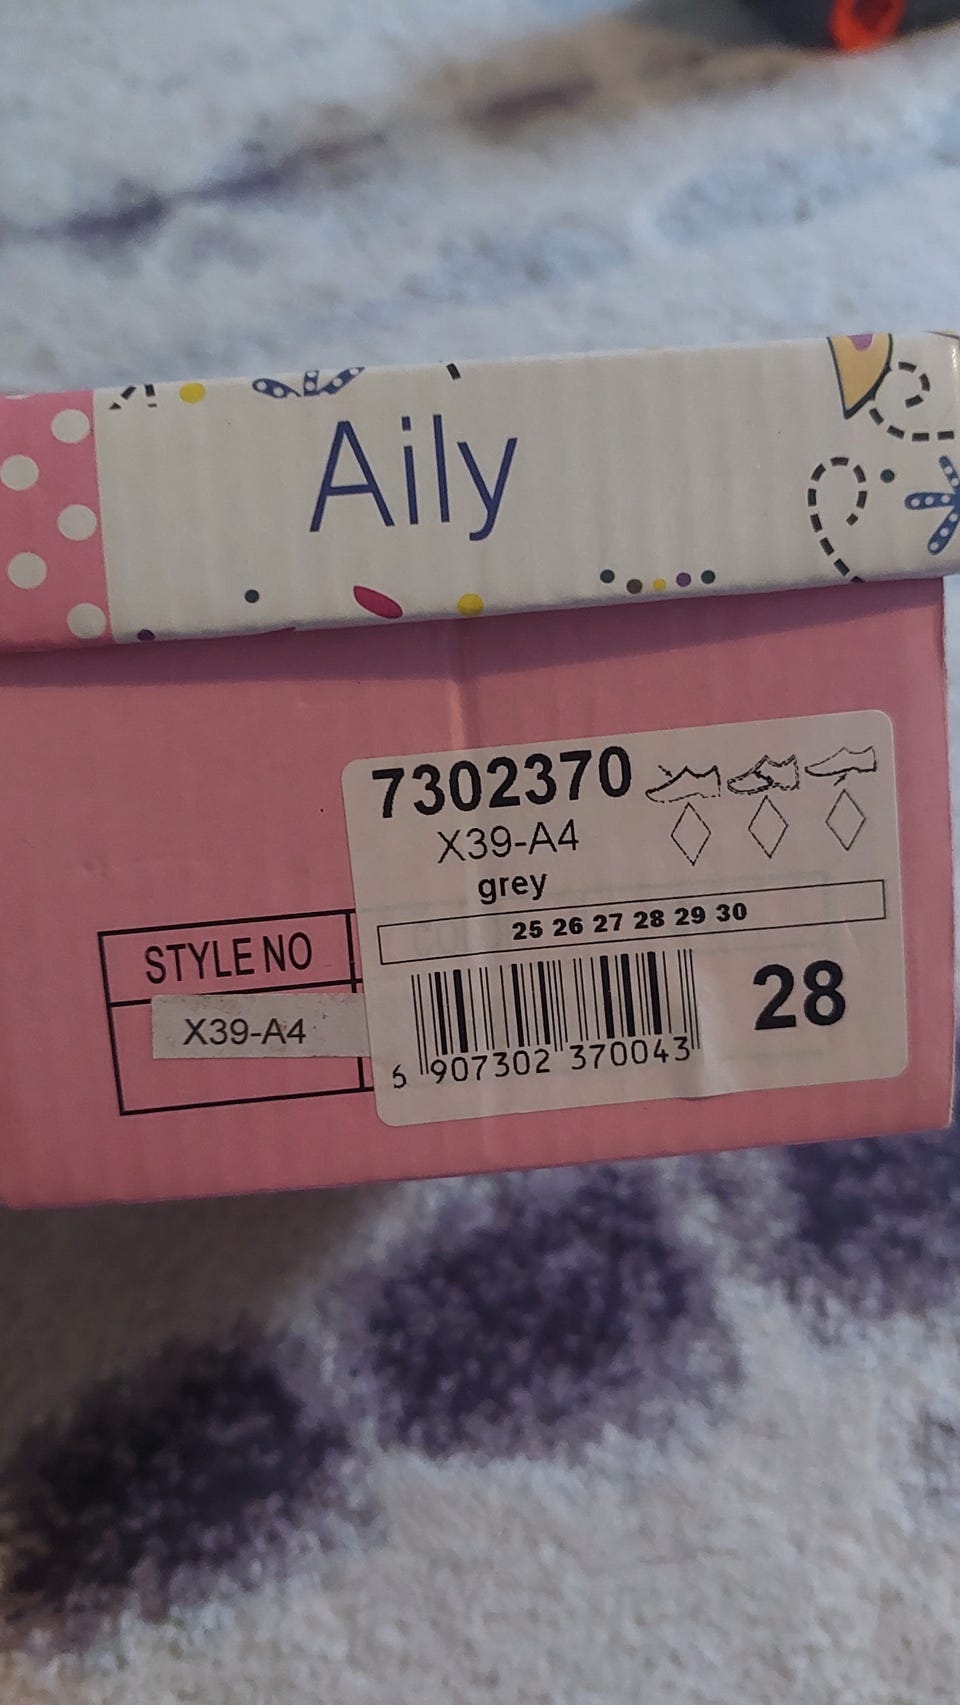 Aily
7302370
X39-A4
grey
25 26 27 28 29 30
STYLE NO
X39-A4
28
5 907302 370043